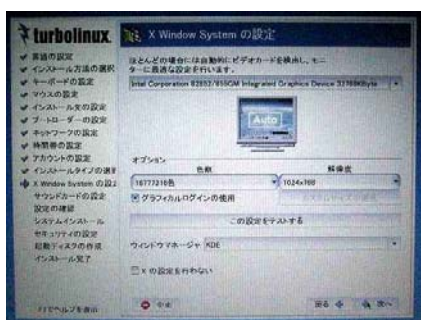 turbolinux
言語の設定
インストール方法の選択
キーボードの設定
マウスの設定
インストール先の設定
ブートローダーの設定
ネットワークの設定
時間帯の設定
アカウントの設定
インストールタイプの選択
X Window System の設定
サウンドカードの設定
設定の確認
システムインストール
セキュリティの設定
起動ディスクの作成
インストール完了
F1でヘルプを表示
X Window System の設定
ほとんどの場合には自動的にビデオカードを検出し、モニ
ターに最適な設定を行います。
Intel Corporation 82852/855GM Integrated Graphics Device 32768KByte
Auto
オプション
色数
解像度
16777216色
1024x768
グラフィカルログインの使用
この設定をテストする
ウィンドウマネージャ KDE
X の設定を行わない
中止
戻る
次へ